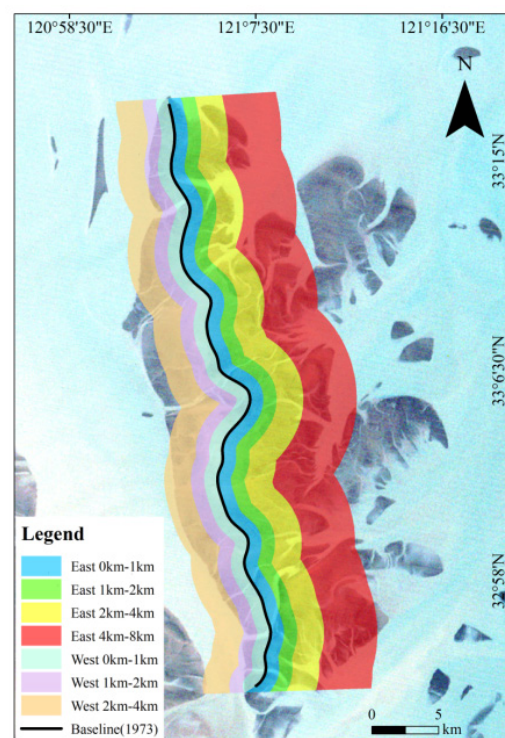 120°58'30"E 121°7'30"E 121°16'30"E
N
33°15'N
33°6'30"N
32°58'N
Legend
East 0km-1km
East 1km-2km
East 2km-4km
East 4km-8km
West 0km-1km
West 1km-2km
West 2km-4km
Baseline(1973)
0 5
km